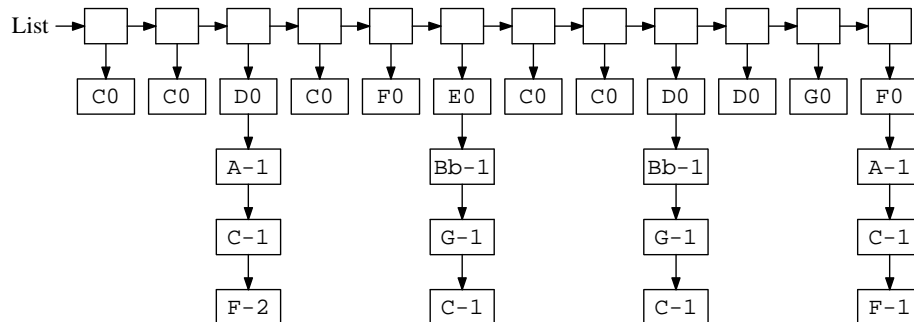 List
C0 C0 D0 C0 F0 E0 C0 C0 D0 D0 G0 F0
A-1 Bb-1 Bb-1 A-1
C-1 G-1 G-1 C-1
F-2 C-1 C-1 F-1